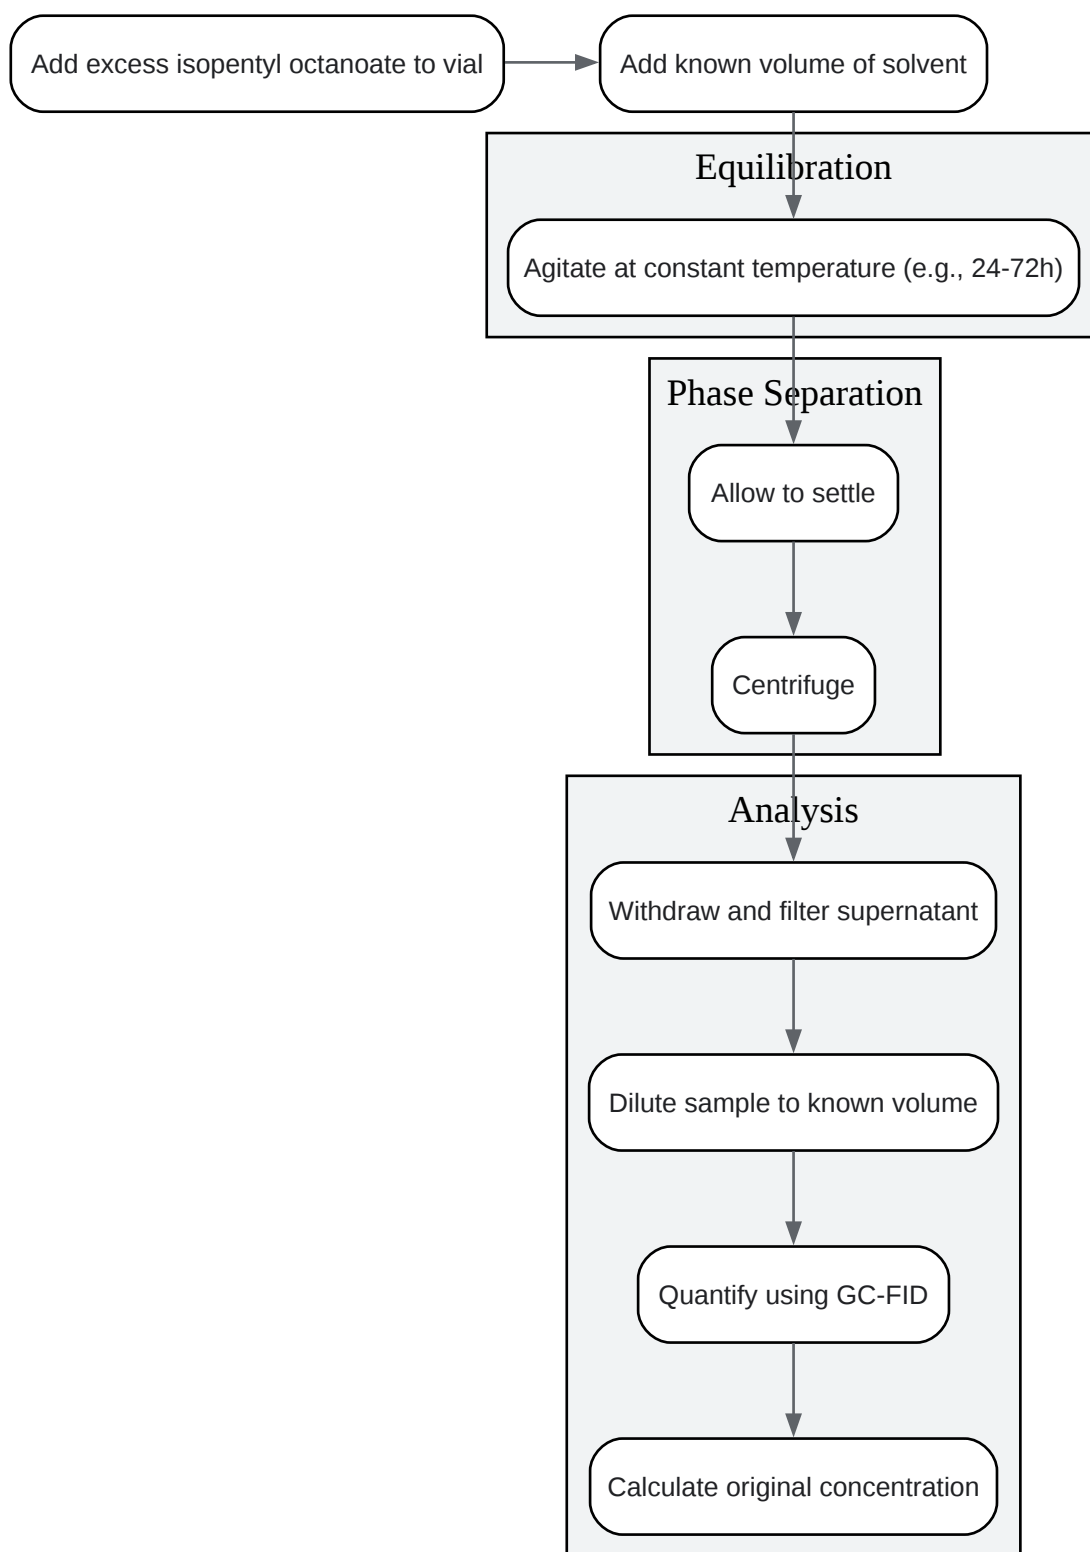 Add excess isopentyl octanoate to vial
Add known volume of solvent
Equilibration
Agitate at constant temperature (e.g., 24-72h)
Phase Separation
Allow to settle
Centrifuge
Analysis
Withdraw and filter supernatant
Dilute sample to known volume
Quantify using GC-FID
Calculate original concentration